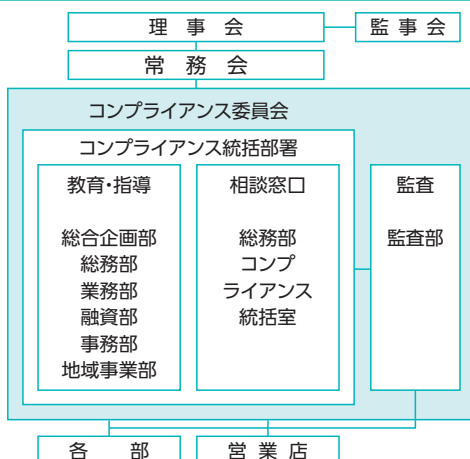 理事会
監事会
常務会
コンプライアンス委員会
コンプライアンス統括部署
教育・指導
総合企画部
総務部
業務部
融資部
事務部
地域事業部
相談窓口
総務部
コンプ
ライアンス
統括室
監査
監査部
各部
営業店